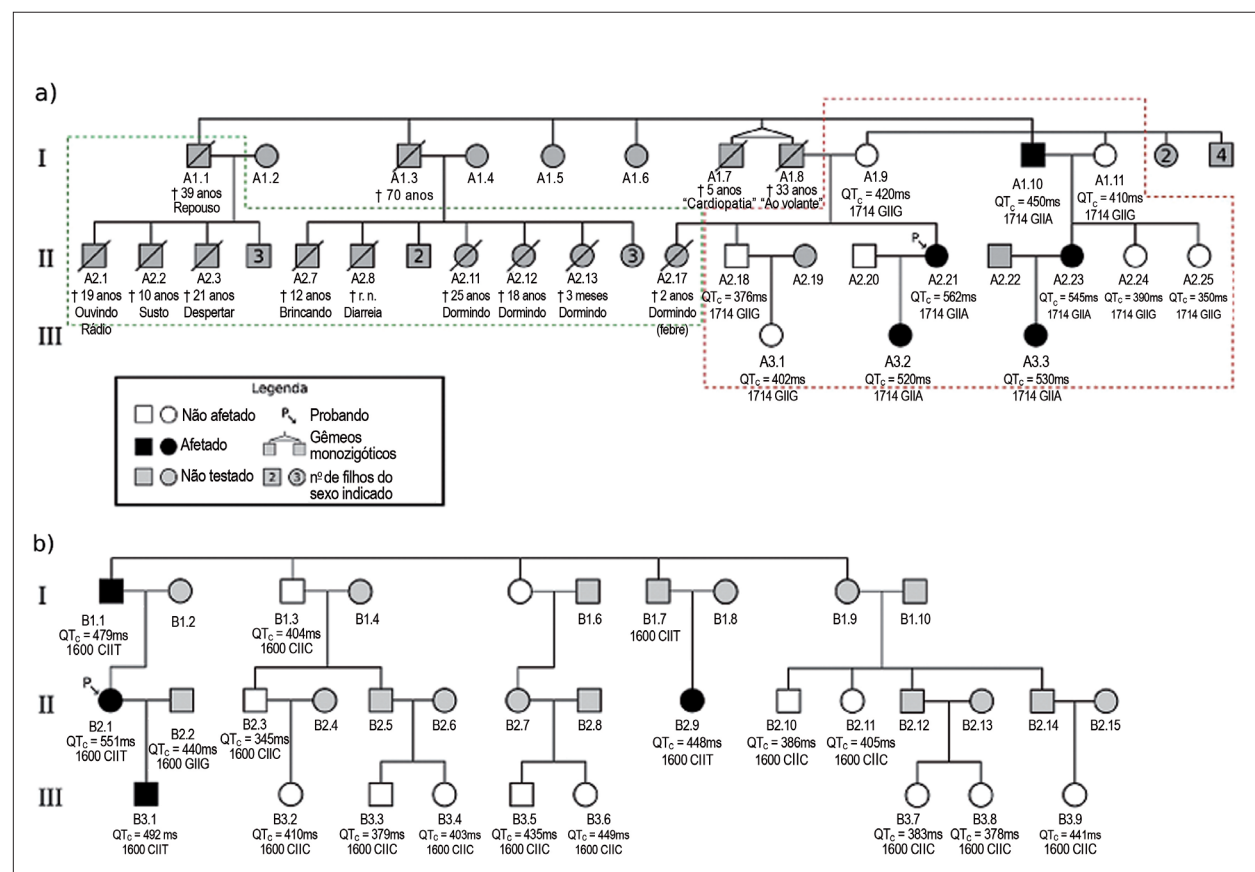 a)
I
A1.1
† 39 anos
Repouso
A1.2
A1.3
† 70 anos
A1.4
A1.5
A1.6
A1.7
† 5 anos
“Cardiopatia”
A1.8
† 33 anos
“Ao volante”
A1.9
QTC = 420ms
1714 GIIG
A1.10
QTC = 450ms
1714 GIIA
A1.11
QTC = 410ms
1714 GIIG
2
4
II
A2.1
† 19 anos
Ouvindo
Rádio
A2.2
† 10 anos
Susto
A2.3
† 21 anos
Despertar
3
A2.7
† 12 anos
Brincando
A2.8
† r. n.
Diarreia
2
A2.11
† 25 anos
Dormindo
A2.12
† 18 anos
Dormindo
A2.13
† 3 meses
Dormindo
3
A2.17
† 2 anos
Dormindo
(febre)
A2.18
QTC = 376ms
1714 GIIG
A2.19
A2.20
P
A2.21
QTC = 562ms
1714 GIIA
A2.22
A2.23
QTC = 545ms
1714 GIIA
A2.24
QTC = 390ms
1714 GIIG
A2.25
QTC = 350ms
1714 GIIG
III
A3.1
QTC = 402ms
1714 GIIG
A3.2
QTC = 520ms
1714 GIIA
A3.3
QTC = 530ms
1714 GIIA
Legenda
Não afetado
Afetado
Não testado
P Probando
Gêmeos
monozigóticos
2 3 nº de filhos do
sexo indicado
b)
I
B1.1
QTC = 479ms
1600 CIIT
B1.2
B1.3
QTC = 404ms
1600 CIIC
B1.4
B1.6
B1.7
1600 CIIT
B1.8
B1.9
B1.10
II
P
B2.1
QTC = 551ms
1600 CIIT
B2.2
QTC = 440ms
1600 GIIG
B2.3
QTC = 345ms
1600 CIIC
B2.4
B2.5
B2.6
B2.7
B2.8
B2.9
QTC = 448ms
1600 CIIT
B2.10
QTC = 386ms
1600 CIIC
B2.11
QTC = 405ms
1600 CIIC
B2.12
B2.13
B2.14
B2.15
III
B3.1
QTC = 492 ms
1600 CIIT
B3.2
QTC = 410ms
1600 CIIC
B3.3
QTC = 379ms
1600 CIIC
B3.4
QTC = 403ms
1600 CIIC
B3.5
QTC = 435ms
1600 CIIC
B3.6
QTC = 449ms
1600 CIIC
B3.7
QTC = 383ms
1600 CIIC
B3.8
QTC = 378ms
1600 CIIC
B3.9
QTC = 441ms
1600 CIIC